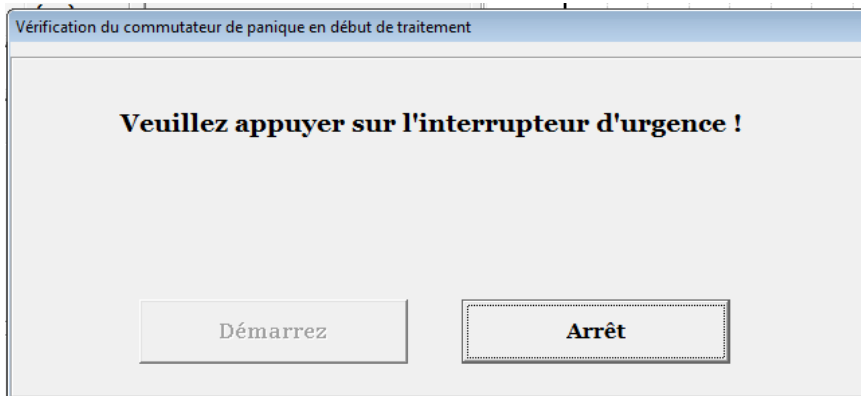 Vérification du commutateur de panique en début de traitement
Veuillez appuyer sur l'interrupteur d'urgence !
Démarrez
Arrêt